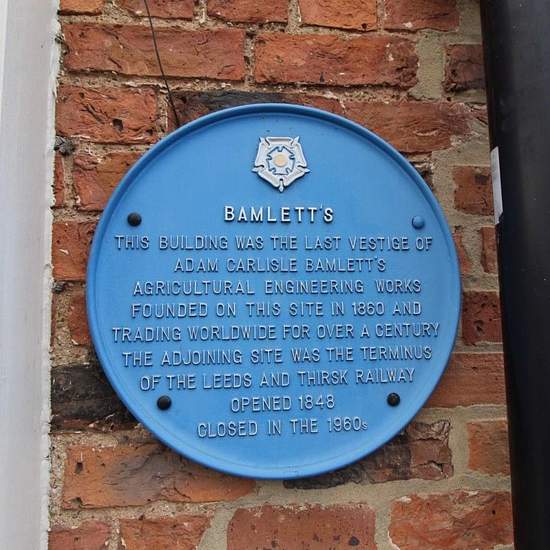 BAMLETT'S
THIS BUILDING WAS THE LAST VESTIGE OF
ADAM CARLISLE BAMLETT'S
AGRICULTURAL ENGINEERING WORKS
FOUNDED ON THIS SITE IN 1860 AND
TRADING WORLDWIDE FOR OVER A CENTURY
THE ADJOINING SITE WAS THE TERMINUS
OF THE LEEDS AND THIRSK RAILWAY
OPENED 1848
CLOSED IN THE 1960s